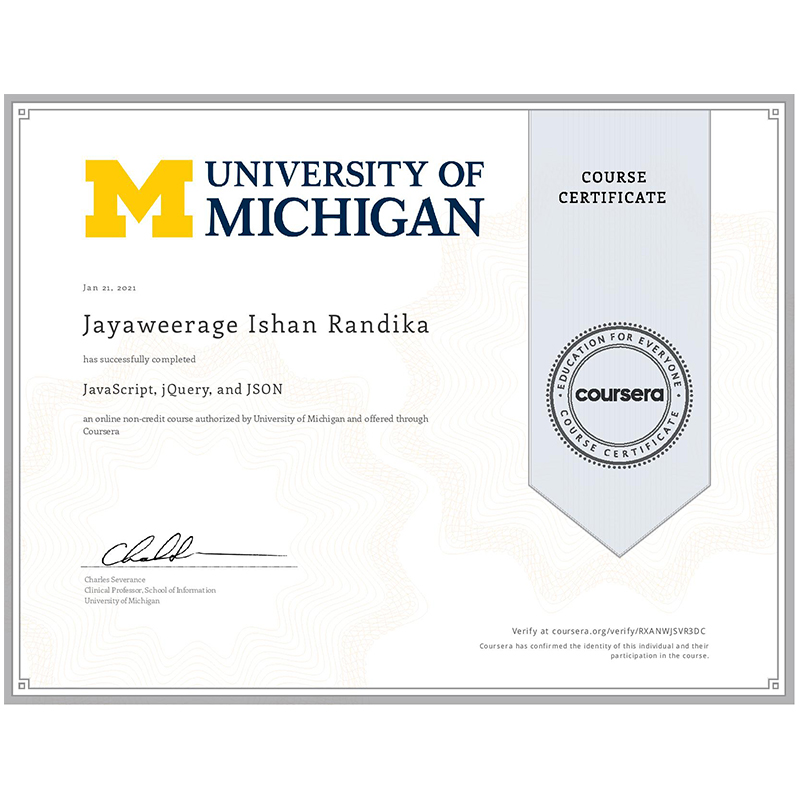 M UNIVERSITY OF
MICHIGAN
COURSE
CERTIFICATE
Jan 21, 2021
Jayaweerage Ishan Randika
has successfully completed
JavaScript, jQuery, and JSON
an online non-credit course authorized by University of Michigan and offered through
Coursera
EDUCATION FOR EVERYONE
coursera
COURSE CERTIFICATE
Charles Severance
Clinical Professor, School of Information
University of Michigan
Verify at coursera.org/verify/RXANWJSVR3DC
Coursera has confirmed the identity of this individual and their
participation in the course.